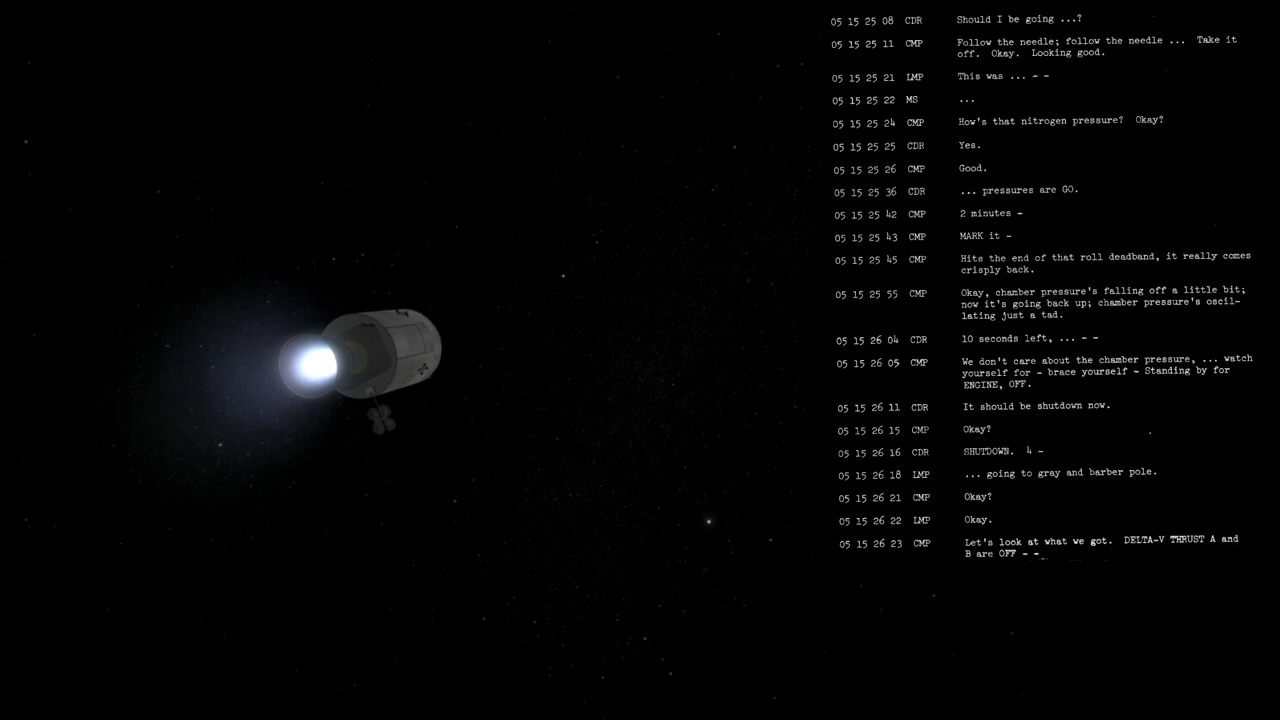 05 15 25 08 CDR Should I be going ...?
05 15 25 11 CMP Follow the needle; follow the needle ... Take it
off. Okay. Looking good.
05 15 25 21 LMP This was ... - -
05 15 25 22 MS ...
05 15 25 24 CMP How's that nitrogen pressure? Okay?
05 15 25 25 CDR Yes.
05 15 25 26 CMP Good.
05 15 25 36 CDR ... pressures are GO.
05 15 25 42 CMP 2 minutes -
05 15 25 43 CMP MARK it -
05 15 25 45 CMP Hits the end of that roll deadband, it really comes
crisply back.
05 15 25 55 CMP Okay, chamber pressure's falling off a little bit;
now it's going back up; chamber pressure's oscil-
lating just a tad.
05 15 26 04 CDR 10 seconds left, ... - -
05 15 26 05 CMP We don't care about the chamber pressure, ... watch
yourself for - brace yourself - Standing by for
ENGINE, OFF.
05 15 26 11 CDR It should be shutdown now.
05 15 26 15 CMP Okay?
05 15 26 16 CDR SHUTDOWN. 4 -
05 15 26 18 LMP ... going to gray and barber pole.
05 15 26 21 CMP Okay?
05 15 26 22 LMP Okay.
05 15 26 23 CMP Let's look at what we got. DELTA-V THRUST A and
B are OFF - -